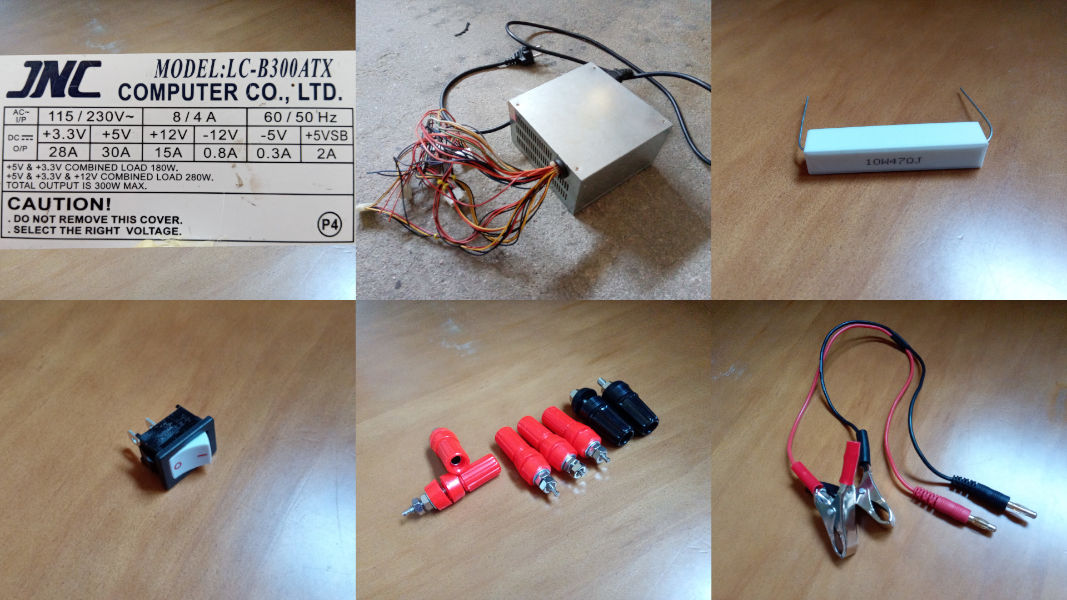 JNC MODEL:LC-B300ATX
COMPUTER CO., LTD.
AC~ I/P 115 / 230V~ 8 / 4 A 60 / 50 Hz
DC O/P +3.3V +5V +12V -12V -5V +5VSB
28A 30A 15A 0.8A 0.3A 2A
+5V & +3.3V COMBINED LOAD 180W.
+5V & +3.3V & +12V COMBINED LOAD 280W.
TOTAL OUTPUT IS 300W MAX.
CAUTION!
. DO NOT REMOVE THIS COVER.
. SELECT THE RIGHT VOLTAGE.
P4
10W47ΩJ
O I